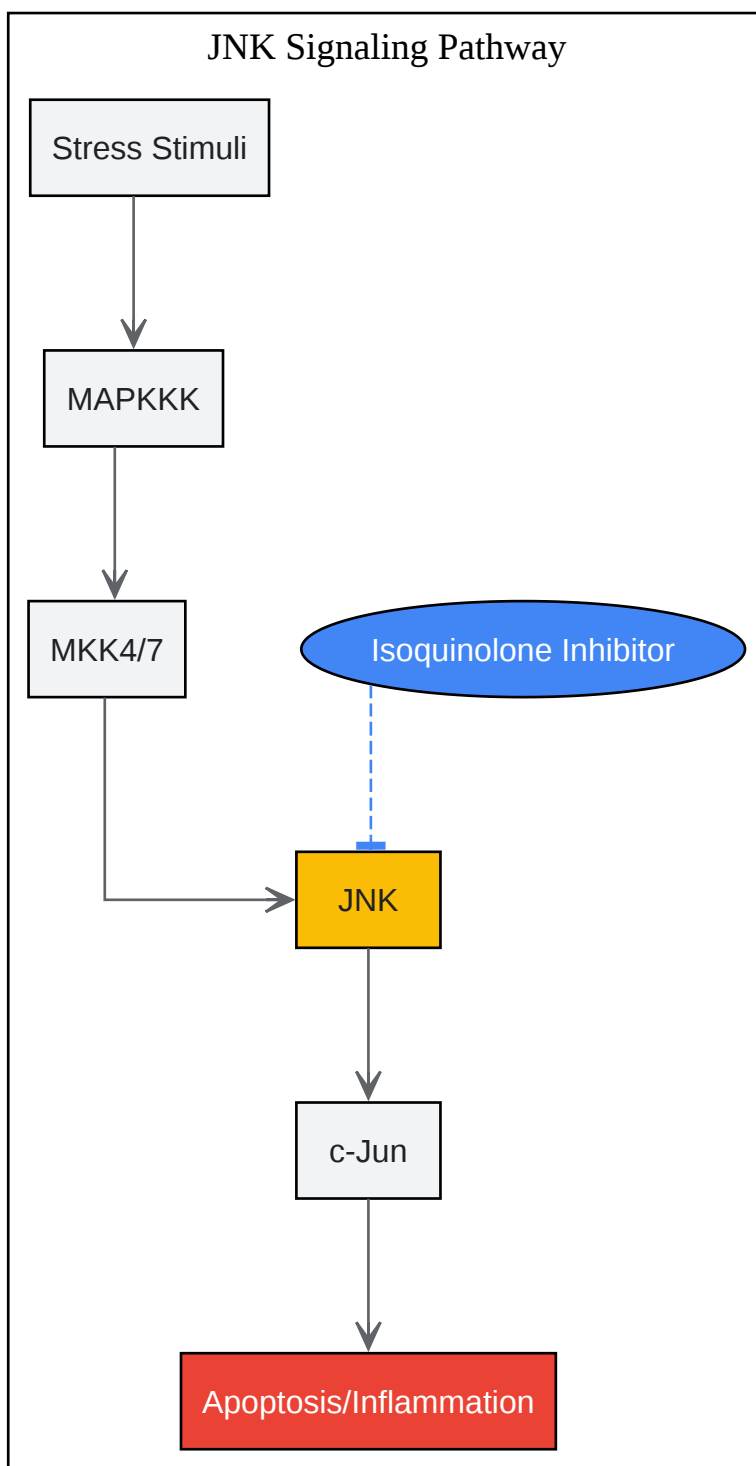 JNK Signaling Pathway
Stress Stimuli
MAPKKK
MKK4/7
Isoquinolone Inhibitor
JNK
c-Jun
Apoptosis/Inflammation